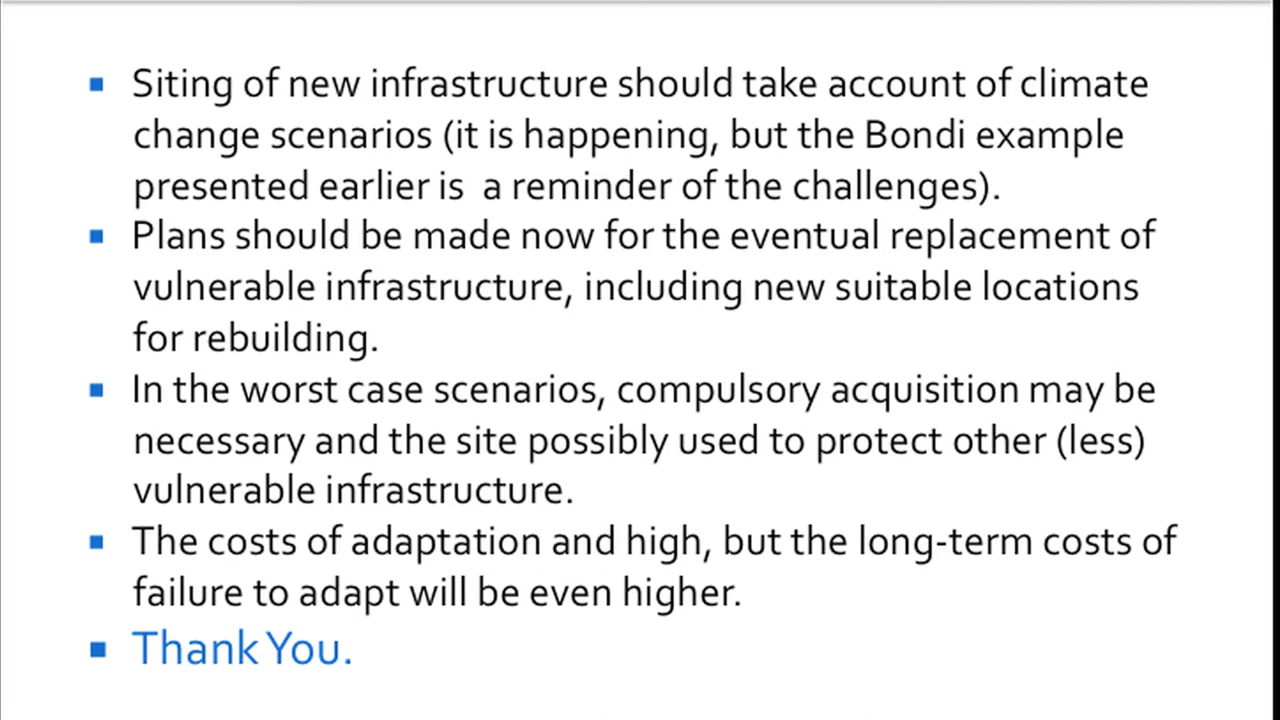 Siting of new infrastructure should take account of climate
change scenarios (it is happening, but the Bondi example
presented earlier is  a reminder of the challenges).
Plans should be made now for the eventual replacement of
vulnerable infrastructure, including new suitable locations
for rebuilding.
In the worst case scenarios, compulsory acquisition may be
necessary and the site possibly used to protect other (less)
vulnerable infrastructure.
The costs of adaptation and high, but the long-term costs of
failure to adapt will be even higher.
Thank You.